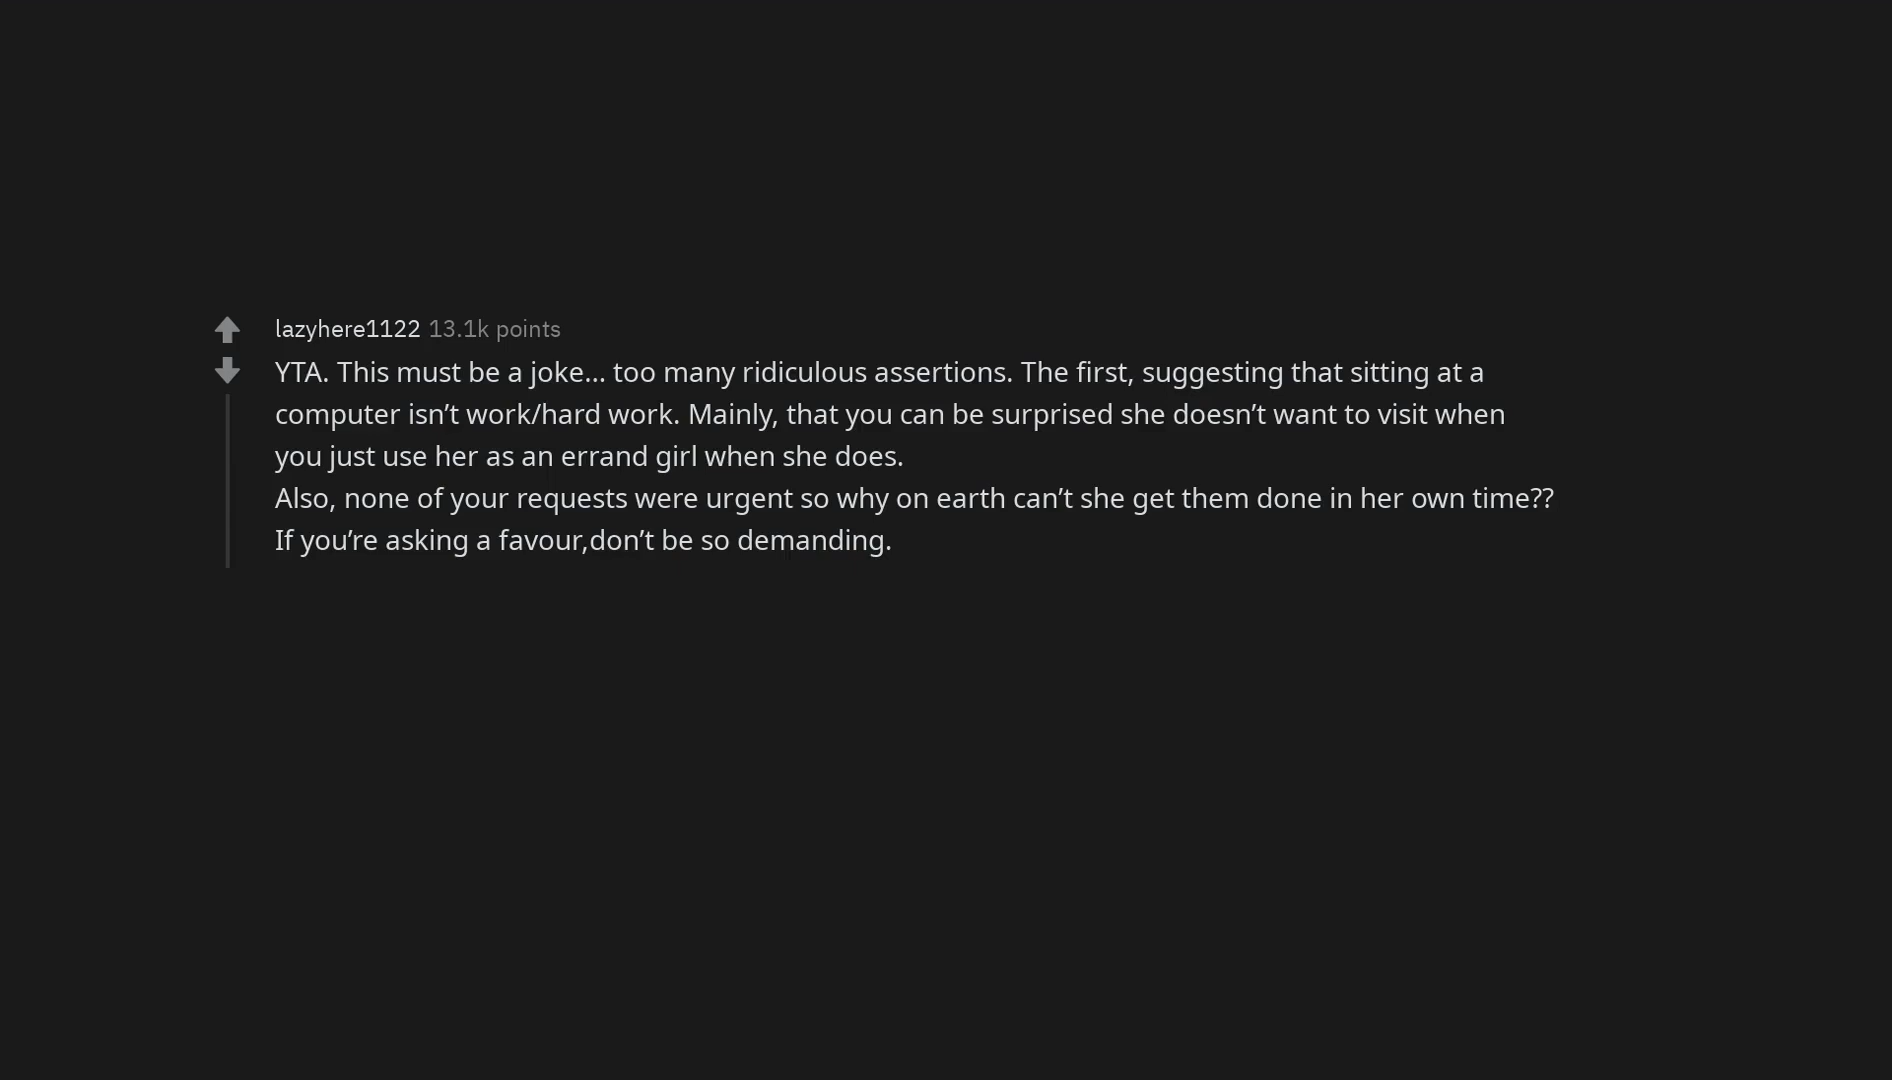 lazyhere1122 13.1k points
YTA. This must be a joke... too many ridiculous assertions. The first, suggesting that sitting at a
computer isn’t work/hard work. Mainly, that you can be surprised she doesn’t want to visit when
you just use her as an errand girl when she does.
Also, none of your requests were urgent so why on earth can’t she get them done in her own time??
If you’re asking a favour,don’t be so demanding.